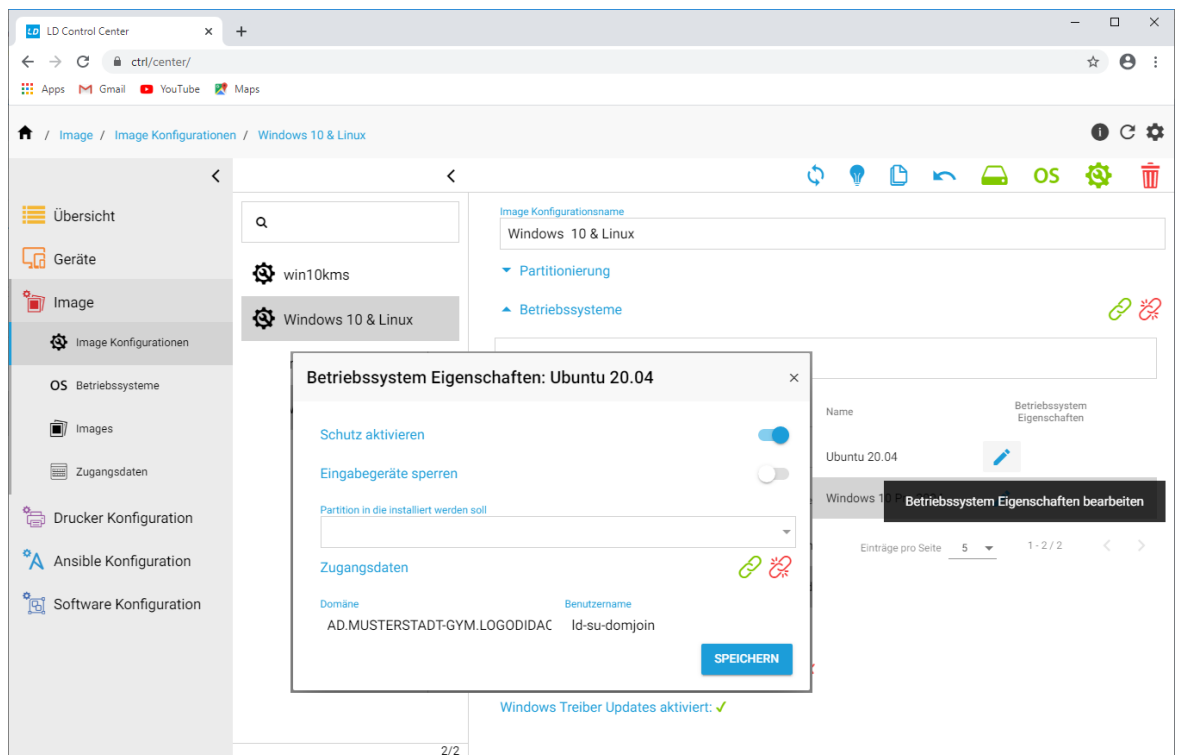 LD LD Control Center
ctrl/center/
Apps Gmail YouTube Maps
/ Image / Image Konfigurationen / Windows 10 & Linux
OS
Übersicht
Geräte
Image
Image Konfigurationen
OS Betriebssysteme
Images
Zugangsdaten
Drucker Konfiguration
Ansible Konfiguration
Software Konfiguration
win10kms
Windows 10 & Linux
2/2
Image Konfigurationsname
Windows 10 & Linux
Partitionierung
Betriebssysteme
Name
Betriebssystem
Eigenschaften
Ubuntu 20.04
Windows 1
Betriebssystem Eigenschaften bearbeiten
Einträge pro Seite 5 1 - 2 / 2
Betriebssystem Eigenschaften: Ubuntu 20.04
Schutz aktivieren
Eingabegeräte sperren
Partition in die installiert werden soll
Zugangsdaten
Domäne Benutzername
AD.MUSTERSTADT-GYM.LOGODIDAC ld-su-domjoin
SPEICHERN
Windows Treiber Updates aktiviert: ✓